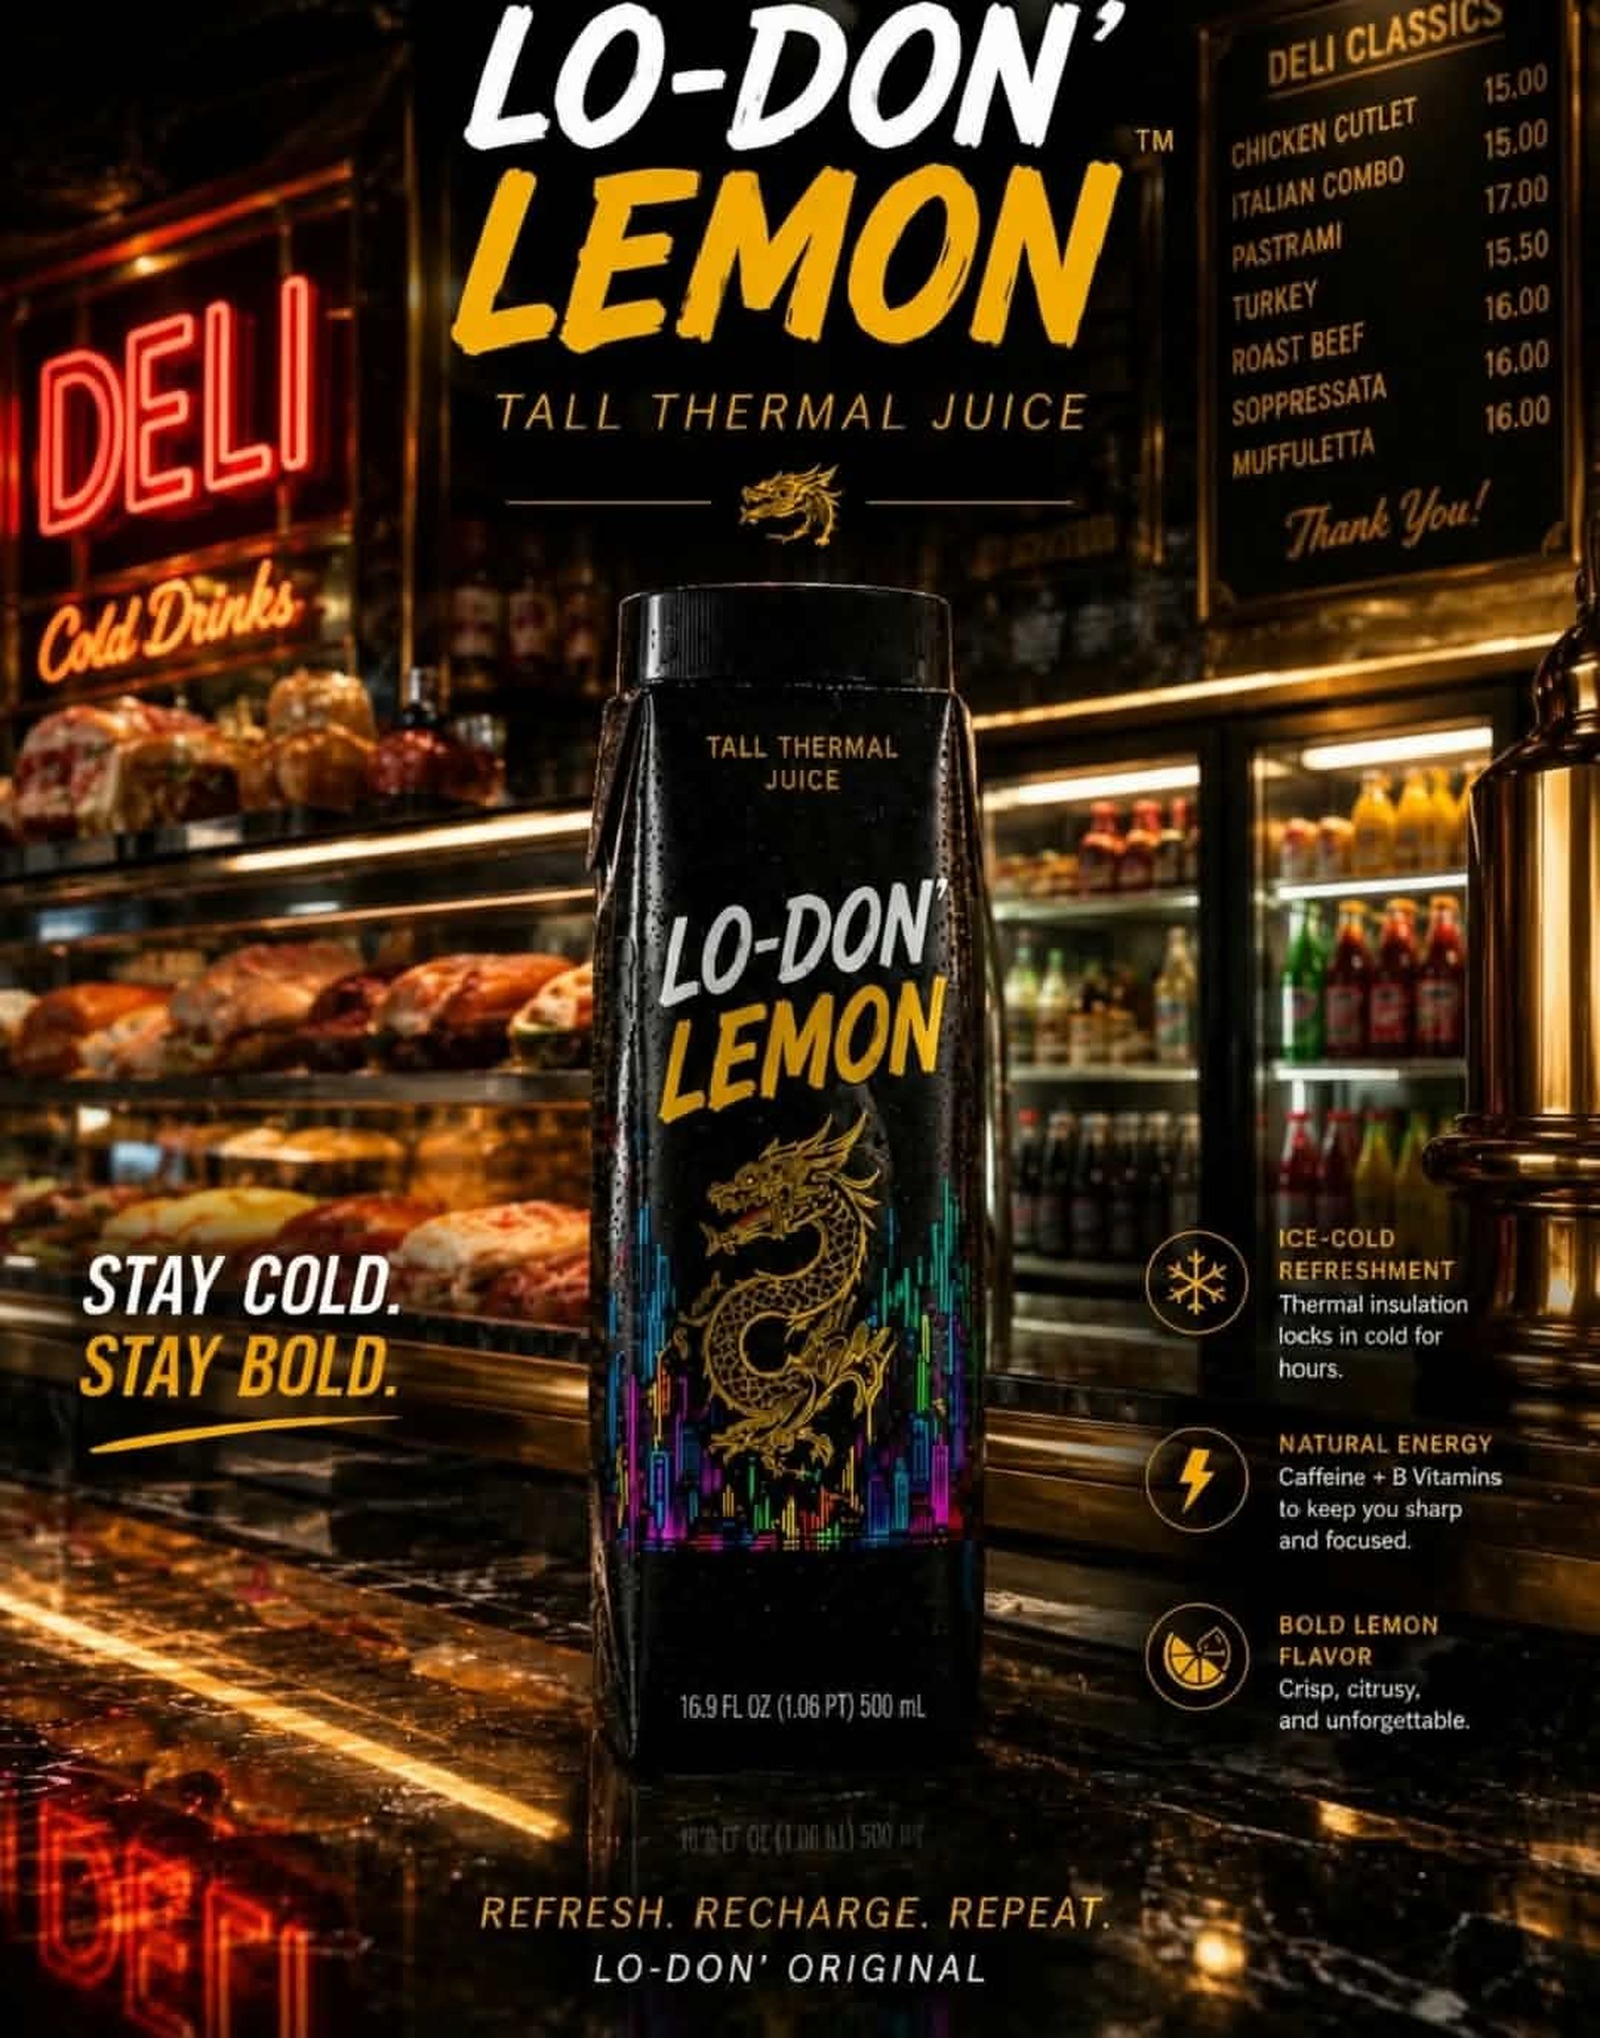 LO-DON'
LEMON
TM
TALL THERMAL JUICE
DELI
Cold Drinks
DELI CLASSICS
CHICKEN CUTLET 15.00
ITALIAN COMBO 15.00
PASTRAMI 17.00
TURKEY 15.50
ROAST BEEF 16.00
SOPPRESSATA 16.00
MUFFULETTA 16.00
Thank You!
TALL THERMAL
JUICE
LO-DON'
LEMON
16.9 FL OZ (1.06 PT) 500 mL
STAY COLD.
STAY BOLD.
ICE-COLD
REFRESHMENT
Thermal insulation
locks in cold for
hours.
NATURAL ENERGY
Caffeine + B Vitamins
to keep you sharp
and focused.
BOLD LEMON
FLAVOR
Crisp, citrusy,
and unforgettable.
REFRESH. RECHARGE. REPEAT.
LO-DON' ORIGINAL